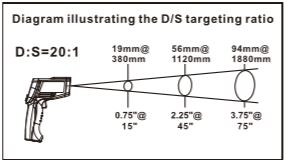 Diagram illustrating the D/S targeting ratio
D:S=20:1
19mm@ 56mm@ 94mm@
380mm 1120mm 1880mm
0.75"@ 2.25"@ 3.75"@
15" 45" 75"